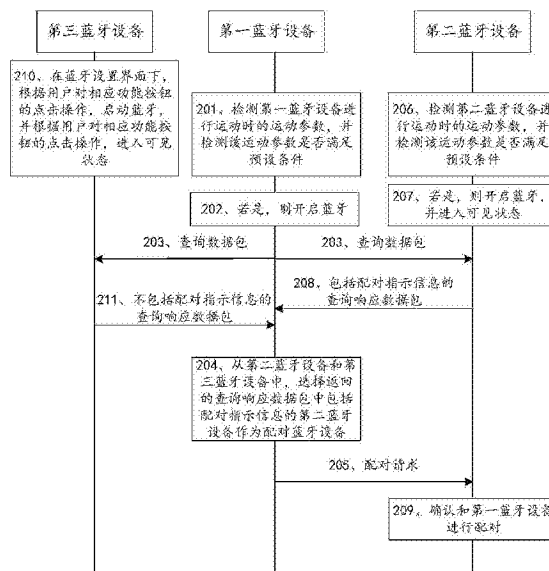 第三蓝牙设备
第一蓝牙设备
第二蓝牙设备
210、在蓝牙设置界面下，
根据用户对相应功能按钮
的点击操作，启动蓝牙，
并根据用户对相应功能按
钮的点击操作，进入可见
状态
201、检测第一蓝牙设备进
行运动时的运动参数，并
检测该运动参数是否满足
预设条件
206、检测第二蓝牙设备进
行运动时的运动参数，并
检测该运动参数是否满足
预设条件
202、若是，则开启蓝牙
207、若是，则开启蓝牙，
并进入可见状态
203、查询数据包
203、查询数据包
208、包括配对指示信息的
查询响应数据包
211、不包括配对指示信息的
查询响应数据包
204、从第二蓝牙设备和第
三蓝牙设备中，选择返回
的查询响应数据包中包括
配对指示信息的第二蓝牙
设备作为配对蓝牙设备
205、配对请求
209、确认和第一蓝牙设备
进行配对